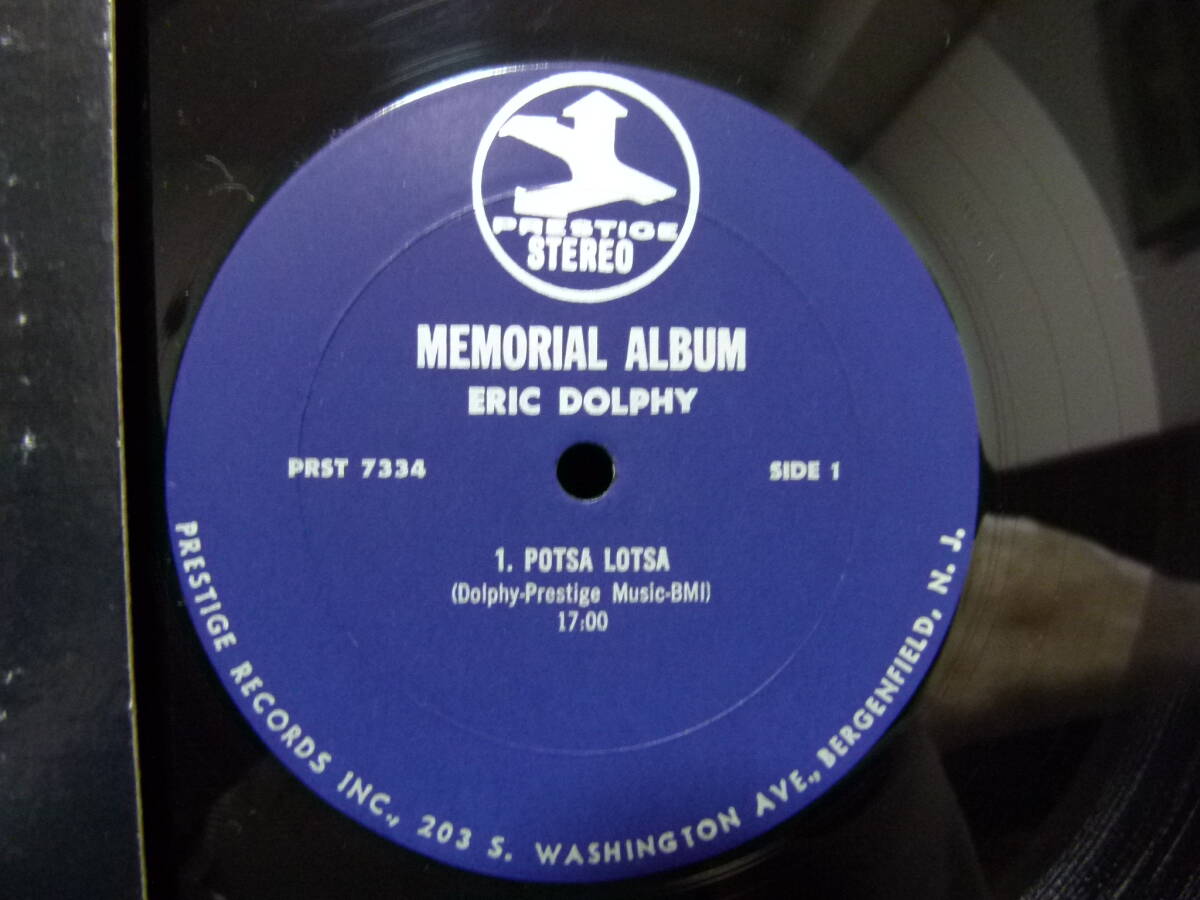 PRESTIGE
STEREO
MEMORIAL ALBUM
ERIC DOLPHY
PRST 7334
SIDE 1
1. POTSA LOTSA
(Dolphy-Prestige Music-BMI)
17:00
PRESTIGE RECORDS INC., 203 S. WASHINGTON AVE., BERGENFIELD, N. J.